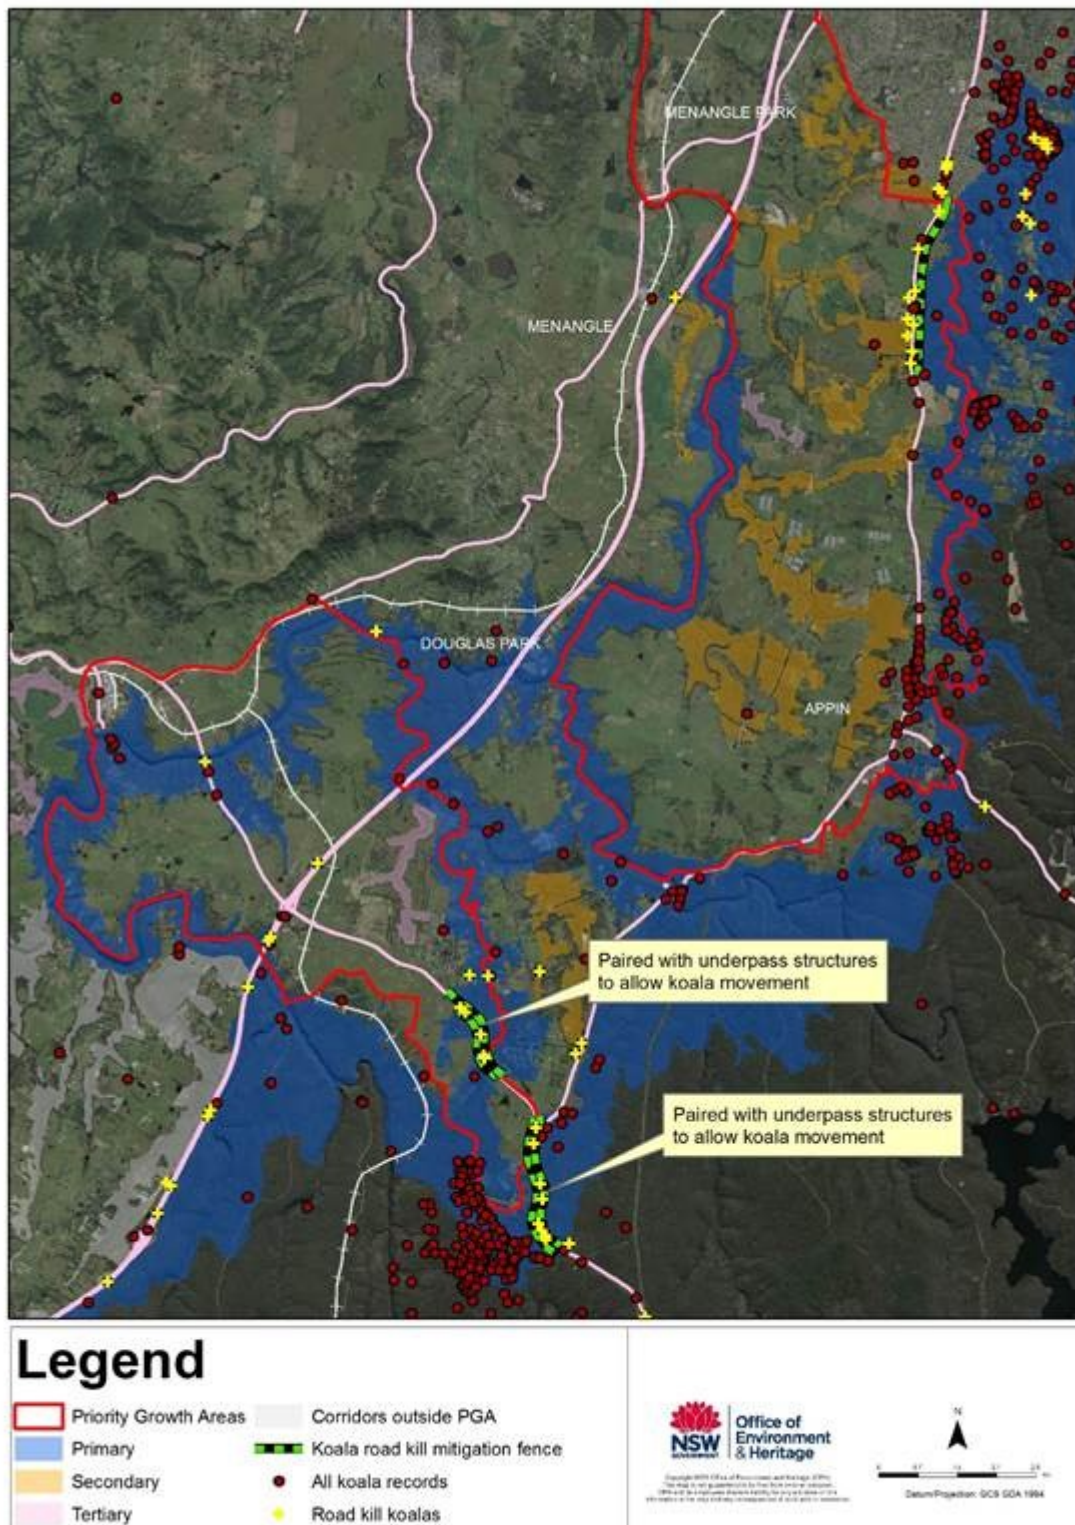 MENANGLE PARK
MENANGLE
DOUGLAS PARK
APPIN
Paired with underpass structures
to allow koala movement
Paired with underpass structures
to allow koala movement
Legend
Priority Growth Areas
Primary
Secondary
Tertiary
Corridors outside PGA
Koala road kill mitigation fence
All koala records
Road kill koalas
NSW
GOVERNMENT
Office of
Environment
& Heritage
N
Datum/Projection: GCS GDA 1994